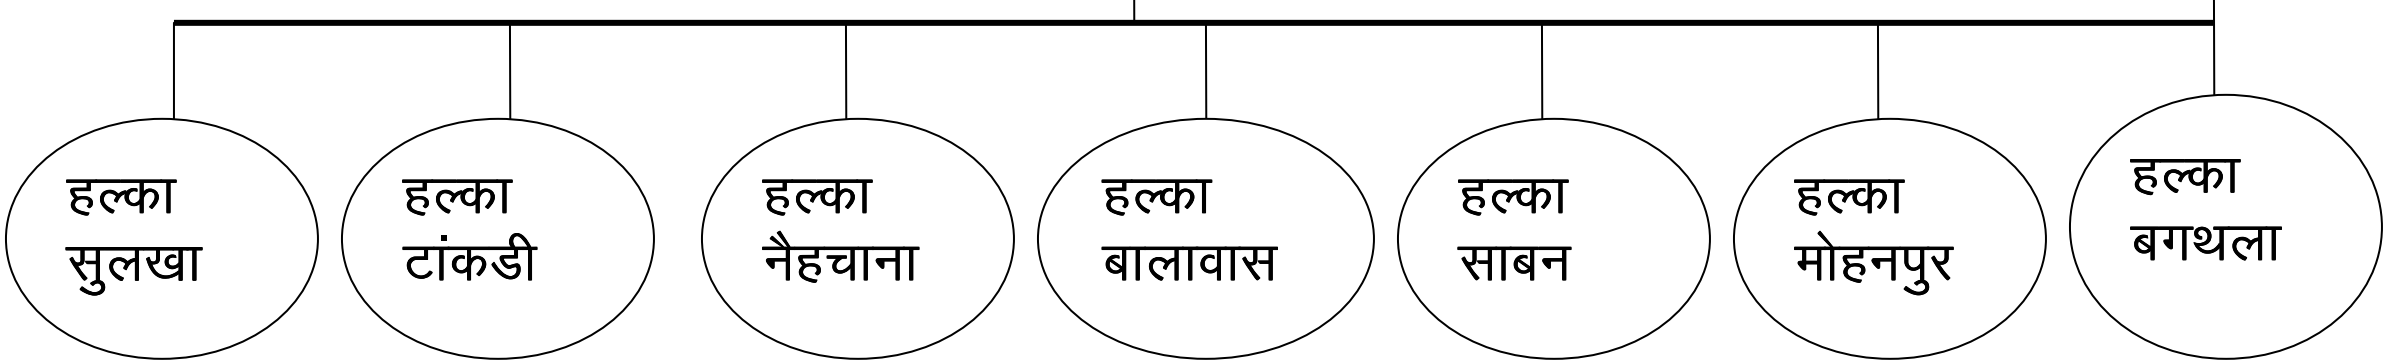 हल्का
सुलखा
हल्का
टांकडी
हल्का
नैहचाना
हल्का
बालावास
हल्का
साबन
हल्का
मोहनपुर
हल्का
बगथला